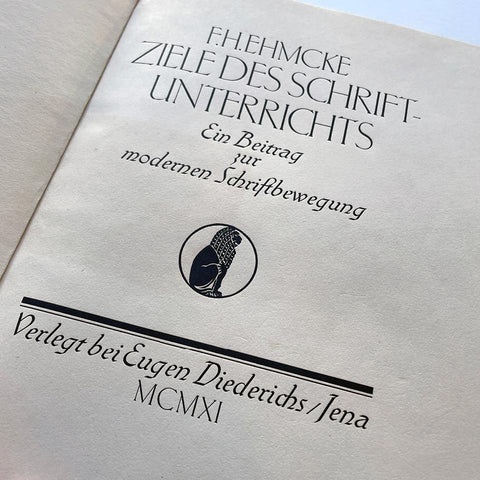 F.H.EHMCKE
ZIELE DES SCHRIFT-
UNTERRICHTS
Ein Beitrag
zur
modernen Schriftbewegung
Verlegt bei Eugen Diederichs/Jena
MCMXI